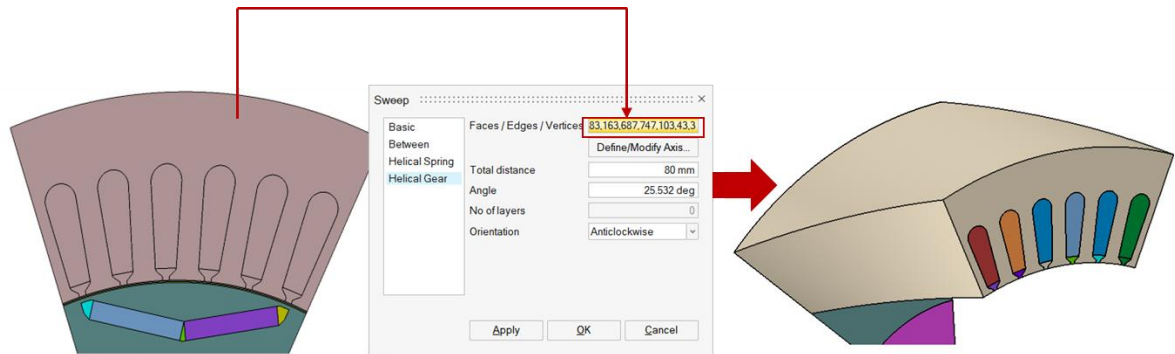 Sweep
Basic
Between
Helical Spring
Helical Gear
Faces / Edges / Vertices 83,163,687,747,103,43,3
Define/Modify Axis...
Total distance 80 mm
Angle 25.532 deg
No of layers 0
Orientation Anticlockwise
Apply OK Cancel